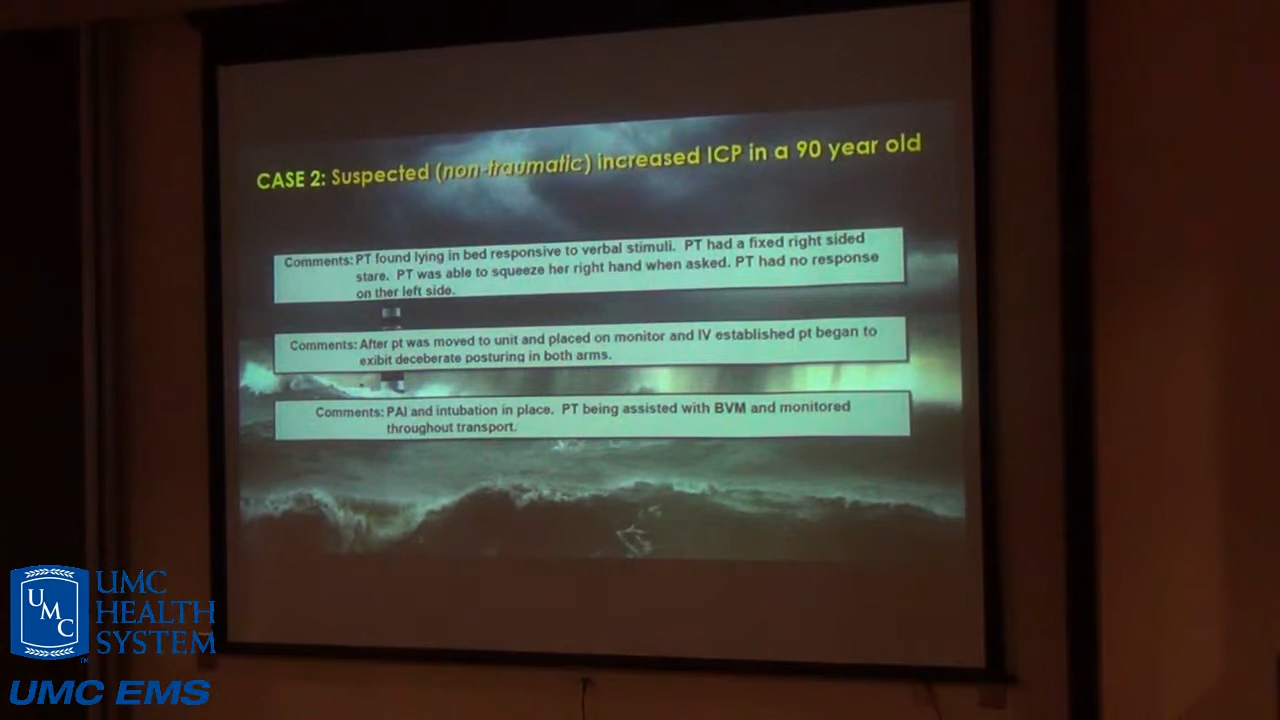 CASE 2: Suspected (non-traumatic) increased ICP in a 90 year old
Comments: PT found lying in bed responsive to verbal stimuli. PT had a fixed right sided
stare. PT was able to squeeze her right hand when asked. PT had no response
on ther left side.
Comments: After pt was moved to unit and placed on monitor and IV established pt began to
exibit deceberate posturing in both arms.
Comments: PAI and intubation in place. PT being assisted with BVM and monitored
throughout transport.
UMC
UMC
HEALTH
SYSTEM
TM
UMC EMS